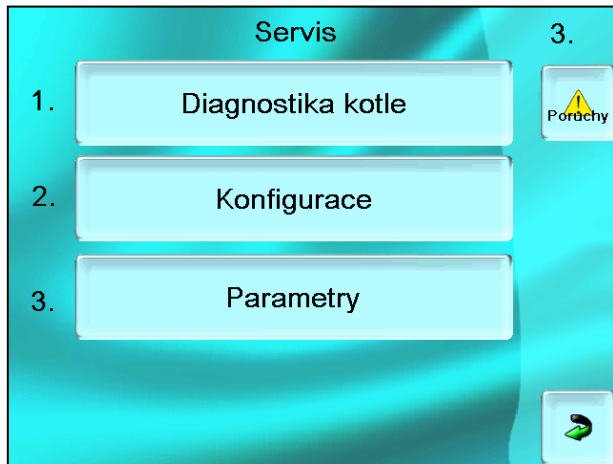 Servis
3.
1.
Diagnostika kotle
Poruchy
2.
Konfigurace
3.
Parametry